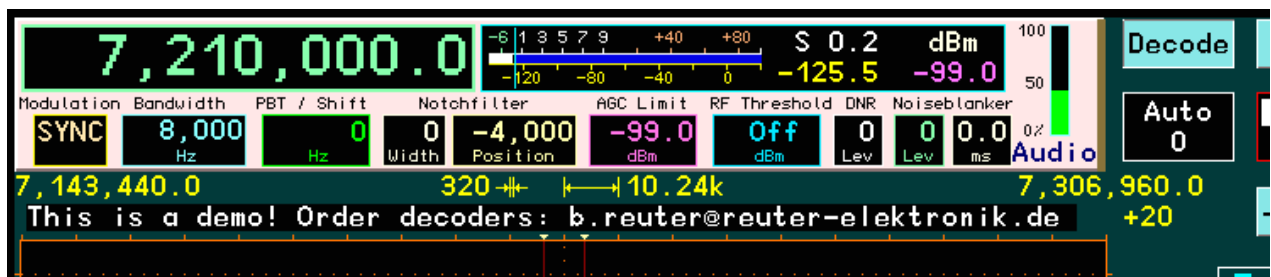 7,210,000.0
-6 1 3 5 7 9 +40 +80 S 0.2 dBm
-120 -80 -40 0 -125.5 -99.0
100
50
0%
Audio
Decode
Modulation Bandwidth PBT / Shift Notchfilter AGC Limit RF Threshold DNR Noiseblanker
SYNC 8,000 0 0 -4,000 -99.0 Off 0 0 0.0
Hz Hz Width Position dBm dBm Lev Lev ms
Auto
0
7,143,440.0 320 10.24k 7,306,960.0
This is a demo! Order decoders: b.reuter@reuter-elektronik.de +20